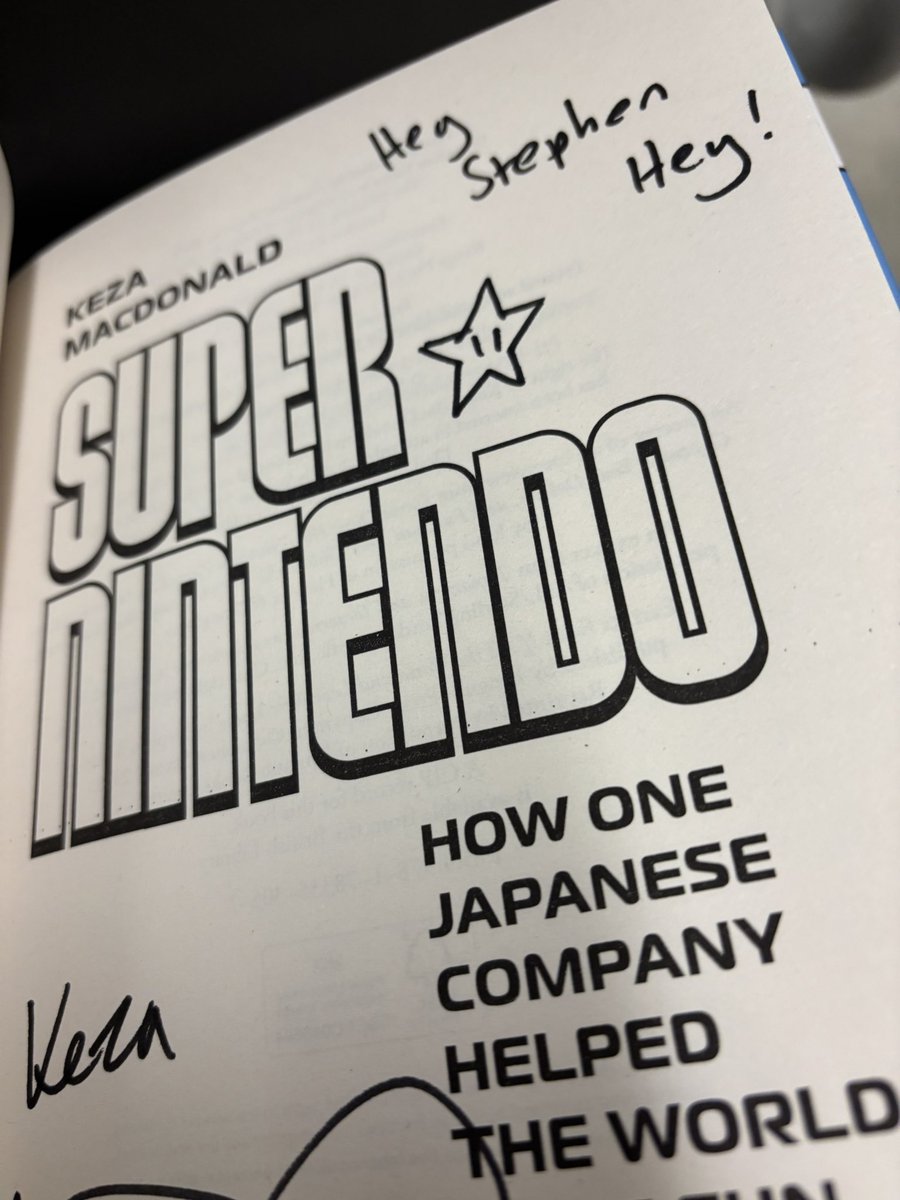 Hey
Stephen
Hey!
KEZA
MACDONALD
SUPER
NINTENDO
HOW ONE
JAPANESE
COMPANY
HELPED
THE WORLD
Keza